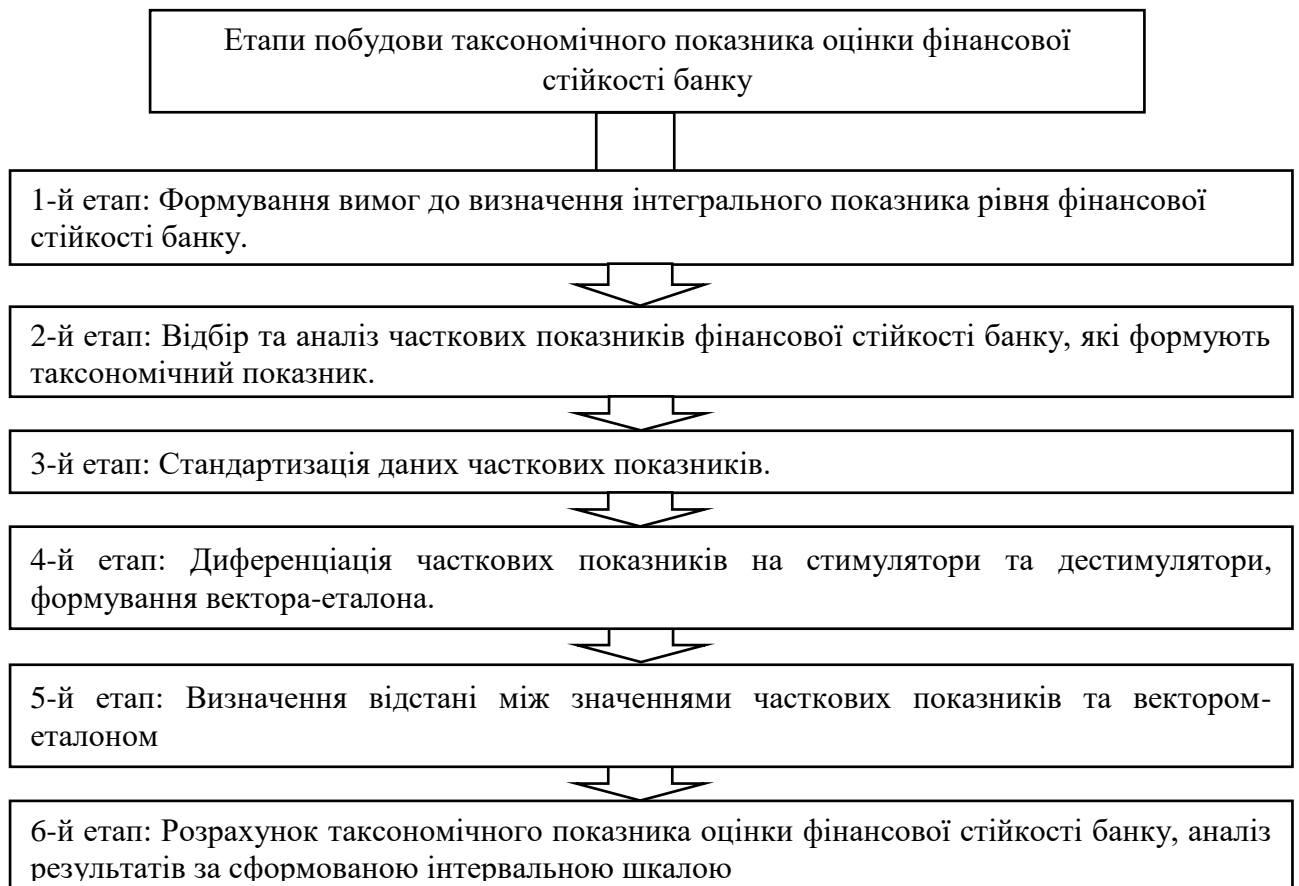 Етапи побудови таксономічного показника оцінки фінансової
стійкості банку
1-й етап: Формування вимог до визначення інтегрального показника рівня фінансової
стійкості банку.
2-й етап: Відбір та аналіз часткових показників фінансової стійкості банку, які формують
таксономічний показник.
3-й етап: Стандартизація даних часткових показників.
4-й етап: Диференціація часткових показників на стимулятори та дестимулятори,
формування вектора-еталона.
5-й етап: Визначення відстані між значеннями часткових показників та вектором-
еталоном
6-й етап: Розрахунок таксономічного показника оцінки фінансової стійкості банку, аналіз
результатів за сформованою інтервальною шкалою